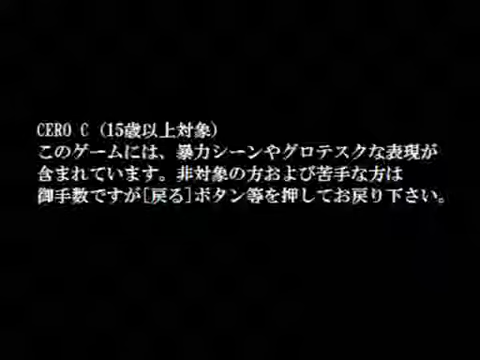 CERO C (15歳以上対象)
このゲームには、暴力シーンやグロテスクな表現が
含まれています。非対象の方および苦手な方は
御手数ですが[戻る]ボタン等を押してお戻り下さい。